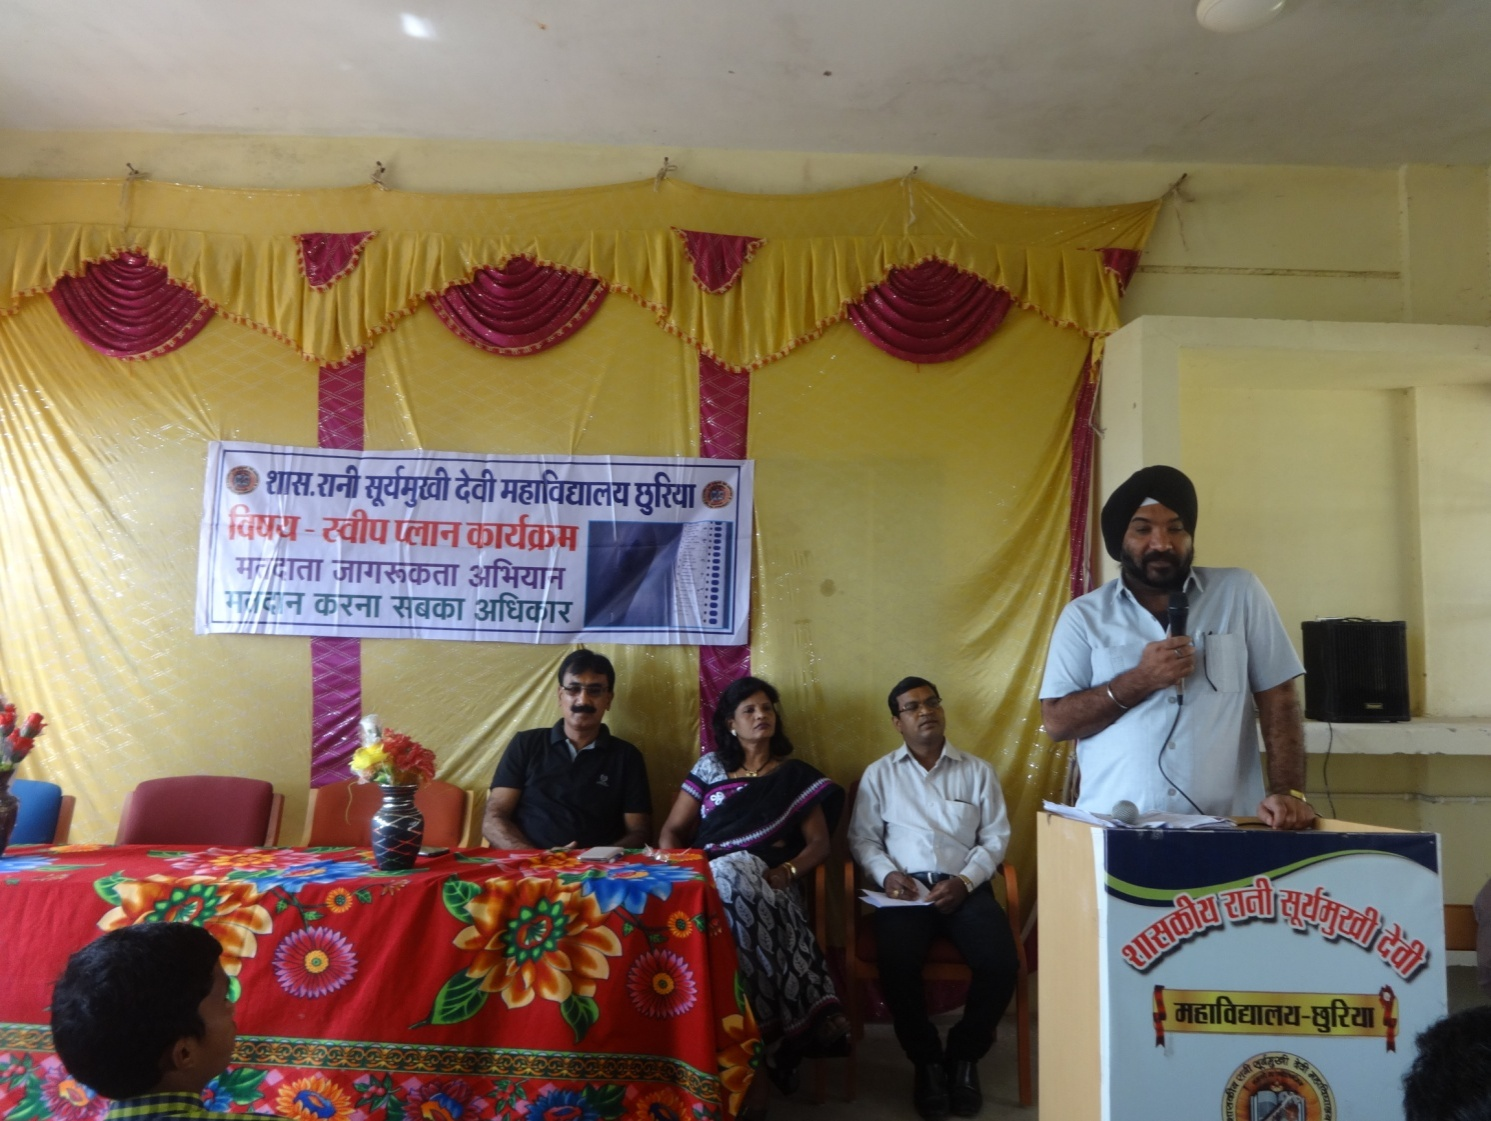 शास.रानी सूर्यमुखी देवी महाविद्यालय छुरिया
विषय - स्वीप प्लान कार्यक्रम
मतदाता जागरूकता अभियान
मतदान करना सबका अधिकार
शासकीय रानी सूर्यमुखी देवी
महाविद्यालय-छुरिया